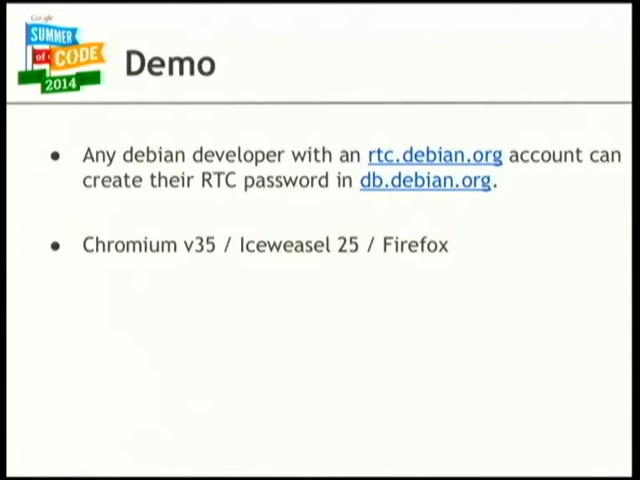 Google
SUMMER
of CODE
2014
Demo
● Any debian developer with an rtc.debian.org account can
create their RTC password in db.debian.org.
● Chromium v35 / Iceweasel 25 / Firefox